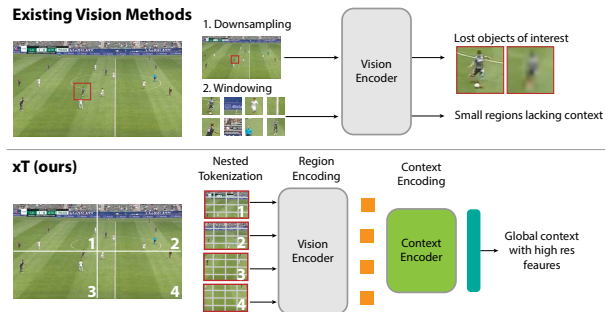 Existing Vision Methods
1. Downsampling
2. Windowing
Vision
Encoder
Lost objects of interest
Small regions lacking context
xT (ours)
1
2
3
4
Nested
Tokenization
1
2
3
4
Region
Encoding
Vision
Encoder
Context
Encoding
Context
Encoder
Global context
with high res
feaures